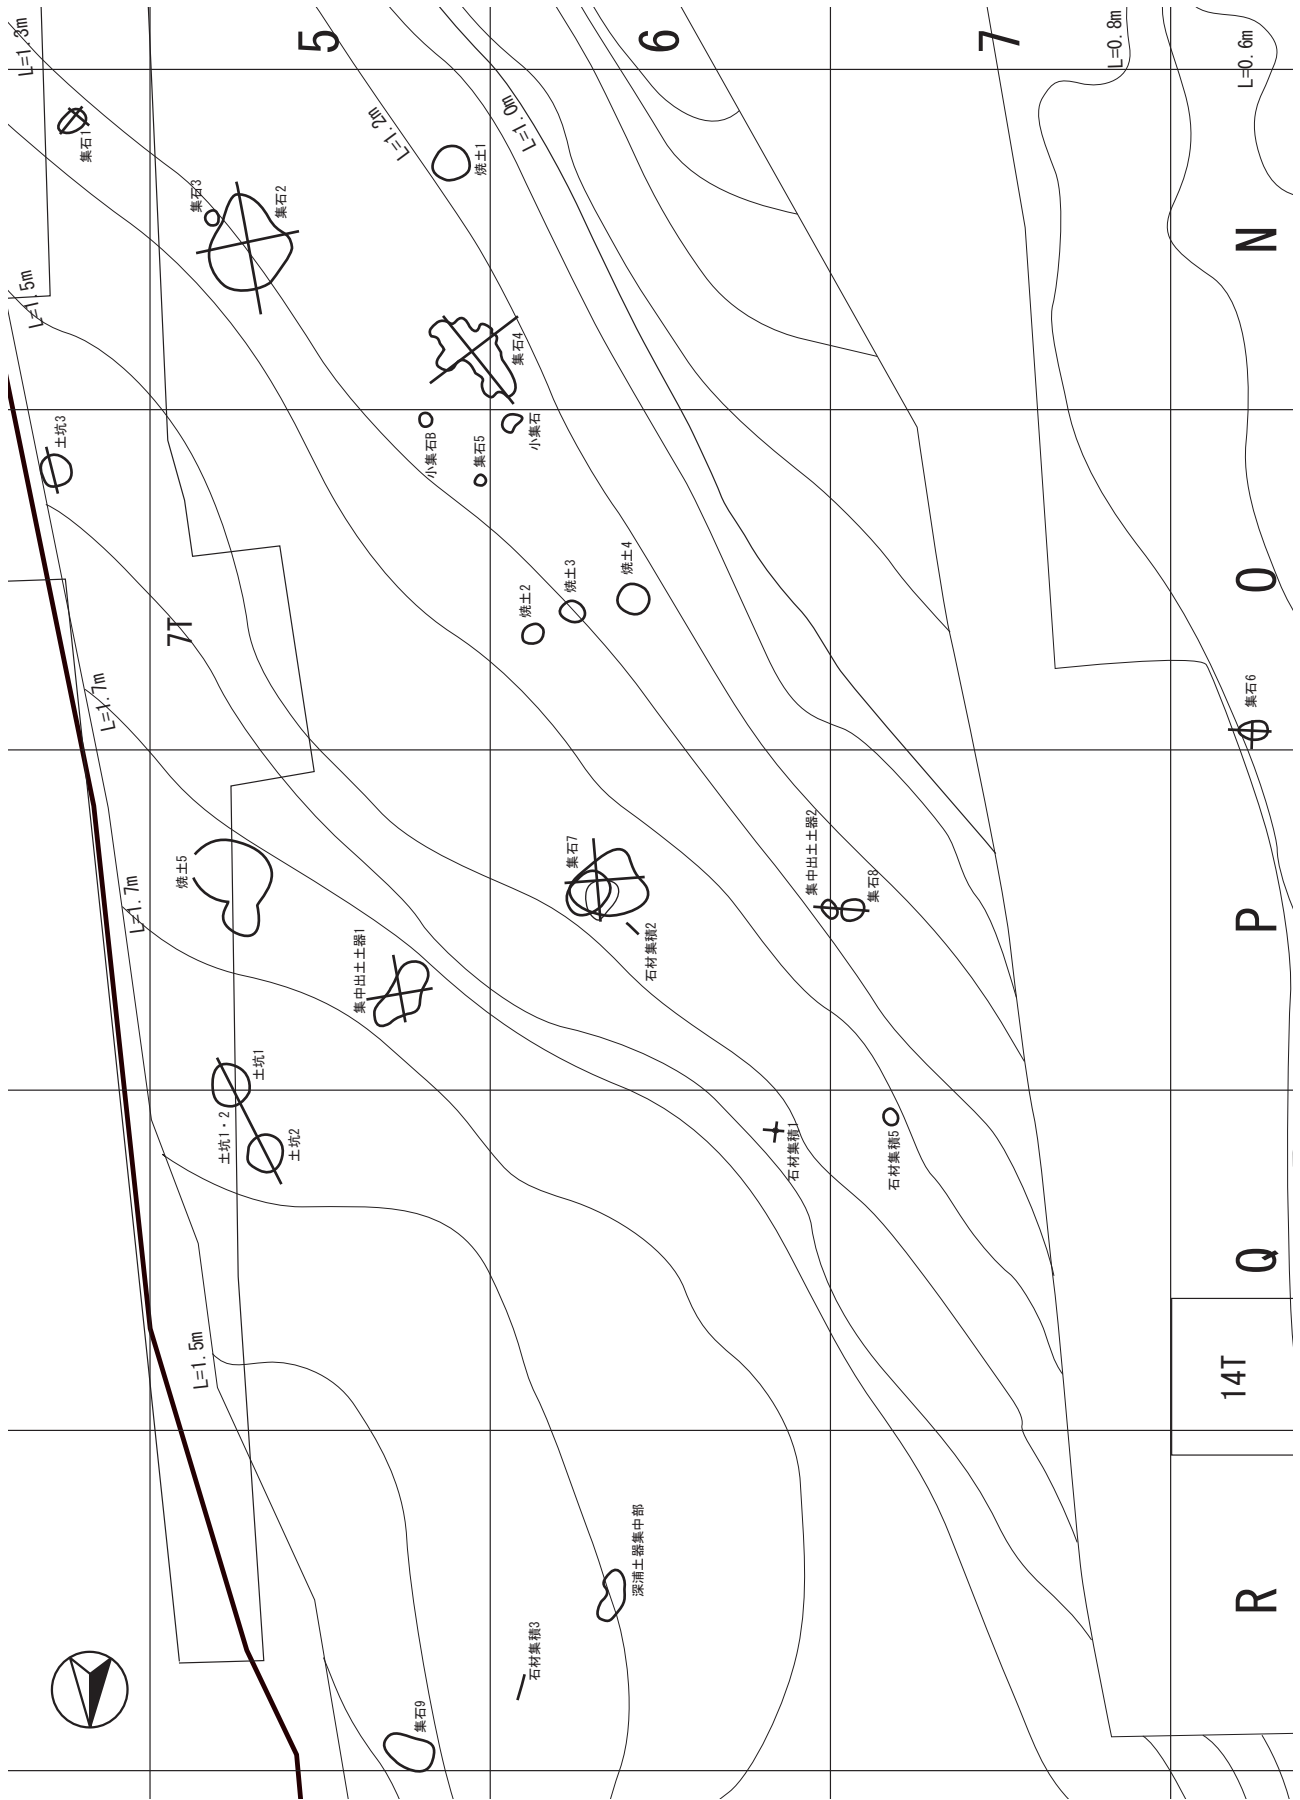 5
6
7
N
O
P
Q
R
L=1.3m
L=1.2m
L=1.0m
L=0.8m
L=0.6m
L=1.5m
L=1.7m
L=1.7m
L=1.5m
7T
14T
集石1
集石3
集石2
焼土1
集石4
土坑3
小集石B
集石5
小集石
焼土2
焼土3
焼土4
集石6
焼土5
集石7
石材集積2
集中出土土器2
集石8
集中出土土器1
土坑1
土坑1・2
土坑2
石材集積1
石材集積5
深浦土器集中部
石材集積3
集石9